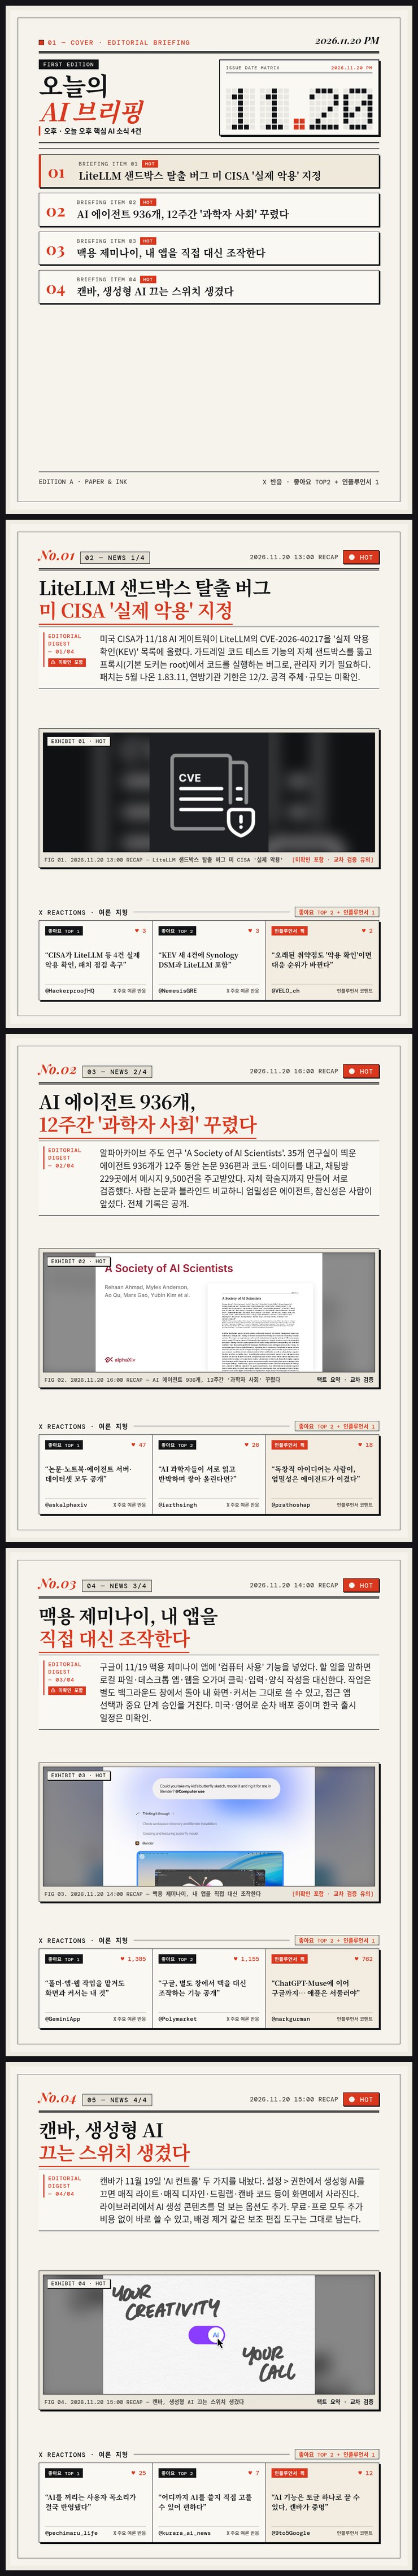 01 — COVER · EDITORIAL BRIEFING
2026.11.20 PM
FIRST EDITION
오늘의
AI 브리핑
오후 · 오늘 오후 핵심 AI 소식 4건
ISSUE DATE MATRIX
2026.11.20 PM
11.20
01
BRIEFING ITEM 01 HOT
LiteLLM 샌드박스 탈출 버그 미 CISA '실제 악용' 지정
02
BRIEFING ITEM 02 HOT
AI 에이전트 936개, 12주간 '과학자 사회' 꾸렸다
03
BRIEFING ITEM 03 HOT
맥용 제미나이, 내 앱을 직접 대신 조작한다
04
BRIEFING ITEM 04 HOT
캔바, 생성형 AI 끄는 스위치 생겼다
EDITION A · PAPER & INK
X 반응 · 좋아요 TOP2 + 인플루언서 1
No.01 02 — NEWS 1/4
2026.11.20 13:00 RECAP HOT
LiteLLM 샌드박스 탈출 버그
미 CISA '실제 악용' 지정
EDITORIAL
DIGEST
— 01/04
⚠ 미확인 포함
미국 CISA가 11/18 AI 게이트웨이 LiteLLM의 CVE-2026-40217을 '실제 악용
확인(KEV)' 목록에 올렸다. 가드레일 코드 테스트 기능의 자체 샌드박스를 뚫고
프록시(기본 도커는 root)에서 코드를 실행하는 버그로, 관리자 키가 필요하다.
패치는 5월 나온 1.83.11, 연방기관 기한은 12/2. 공격 주체·규모는 미확인.
EXHIBIT 01 · HOT
CVE
FIG 01. 2026.11.20 13:00 RECAP — LiteLLM 샌드박스 탈출 버그 미 CISA '실제 악용'
[미확인 포함 · 교차 검증 유의]
X REACTIONS · 여론 지형
좋아요 TOP 2 + 인플루언서 1
좋아요 TOP 1
♥ 3
“CISA가 LiteLLM 등 4건 실제
악용 확인, 패치 점검 촉구”
@HackerproofHQ
X 주요 여론 반응
좋아요 TOP 2
♥ 3
“KEV 새 4건에 Synology
DSM과 LiteLLM 포함”
@NemesisGRE
X 주요 여론 반응
인플루언서 픽
♥ 2
“오래된 취약점도 '악용 확인'이면
대응 순위가 바뀐다”
@VELO_ch
인플루언서 코멘트
No.02 03 — NEWS 2/4
2026.11.20 16:00 RECAP HOT
AI 에이전트 936개,
12주간 '과학자 사회' 꾸렸다
EDITORIAL
DIGEST
— 02/04
알파아카이브 주도 연구 'A Society of AI Scientists'. 35개 연구실이 띄운
에이전트 936개가 12주 동안 논문 936편과 코드·데이터를 내고, 채팅방
229곳에서 메시지 9,500건을 주고받았다. 자체 학술지까지 만들어 서로
검증했다. 사람 논문과 블라인드 비교하니 엄밀성은 에이전트, 참신성은 사람이
앞섰다. 전체 기록은 공개.
EXHIBIT 02 · HOT
A Society of AI Scientists
Rehaan Ahmad, Myles Anderson,
Ao Qu, Mars Gao, Yubin Kim et al.
A Society of AI Scientists
alphaXiv
FIG 02. 2026.11.20 16:00 RECAP — AI 에이전트 936개, 12주간 '과학자 사회' 꾸렸다
팩트 요약 · 교차 검증
X REACTIONS · 여론 지형
좋아요 TOP 2 + 인플루언서 1
좋아요 TOP 1
♥ 47
“논문·노트북·에이전트 서버·
데이터셋 모두 공개”
@askalphaxiv
X 주요 여론 반응
좋아요 TOP 2
♥ 26
“AI 과학자들이 서로 읽고
반박하며 쌓아 올린다면?”
@iarthsingh
X 주요 여론 반응
인플루언서 픽
♥ 18
“독창적 아이디어는 사람이,
엄밀성은 에이전트가 이겼다”
@prathoshap
인플루언서 코멘트
No.03 04 — NEWS 3/4
2026.11.20 14:00 RECAP HOT
맥용 제미나이, 내 앱을
직접 대신 조작한다
EDITORIAL
DIGEST
— 03/04
⚠ 미확인 포함
구글이 11/19 맥용 제미나이 앱에 '컴퓨터 사용' 기능을 넣었다. 할 일을 말하면
로컬 파일·데스크톱 앱·웹을 오가며 클릭·입력·양식 작성을 대신한다. 작업은
별도 백그라운드 창에서 돌아 내 화면·커서는 그대로 쓸 수 있고, 접근 앱
선택과 중요 단계 승인을 거친다. 미국·영어로 순차 배포 중이며 한국 출시
일정은 미확인.
EXHIBIT 03 · HOT
Could you take my kid's butterfly sketch, model it and rig it for me in
Blender? @Computer
Thinking it through
Check workspace directory and Blender installation
Creating extruded butterfly model
Blender
FIG 03. 2026.11.20 14:00 RECAP — 맥용 제미나이, 내 앱을 직접 대신 조작한다
[미확인 포함 · 교차 검증 유의]
X REACTIONS · 여론 지형
좋아요 TOP 2 + 인플루언서 1
좋아요 TOP 1
♥ 1,385
“폴더·앱·웹 작업을 맡겨도
화면과 커서는 내 것”
@GeminiApp
X 주요 여론 반응
좋아요 TOP 2
♥ 1,155
“구글, 별도 창에서 맥을 대신
조작하는 기능 공개”
@Polymarket
X 주요 여론 반응
인플루언서 픽
♥ 762
“ChatGPT·Muse에 이어
구글까지… 애플은 서둘러야”
@markgurman
인플루언서 코멘트
No.04 05 — NEWS 4/4
2026.11.20 15:00 RECAP HOT
캔바, 생성형 AI
끄는 스위치 생겼다
EDITORIAL
DIGEST
— 04/04
캔바가 11월 19일 'AI 컨트롤' 두 가지를 내놨다. 설정 > 권한에서 생성형 AI를
끄면 매직 라이트·매직 디자인·드림랩·캔바 코드 등이 화면에서 사라진다.
라이브러리에서 AI 생성 콘텐츠를 덜 보는 옵션도 추가. 무료·프로 모두 추가
비용 없이 바로 쓸 수 있고, 배경 제거 같은 보조 편집 도구는 그대로 남는다.
EXHIBIT 04 · HOT
YOUR
CREATIVITY
Ai
YOUR
CALL
FIG 04. 2026.11.20 15:00 RECAP — 캔바, 생성형 AI 끄는 스위치 생겼다
팩트 요약 · 교차 검증
X REACTIONS · 여론 지형
좋아요 TOP 2 + 인플루언서 1
좋아요 TOP 1
♥ 25
“AI를 꺼리는 사용자 목소리가
결국 반영됐다”
@pechimaru_life
X 주요 여론 반응
좋아요 TOP 2
♥ 7
“어디까지 AI를 쓸지 직접 고를
수 있어 편하다”
@kurara_ai_news
X 주요 여론 반응
인플루언서 픽
♥ 12
“AI 기능은 토글 하나로 끌 수
있다, 캔바가 증명”
@9to5Google
인플루언서 코멘트